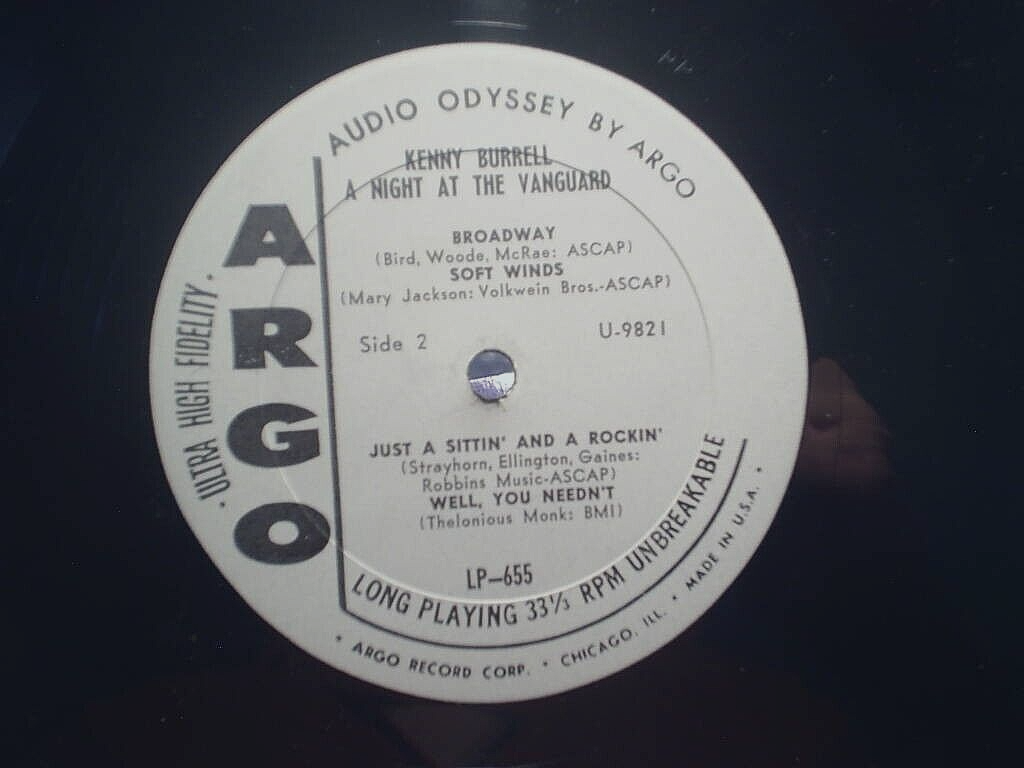 AUDIO ODYSSEY BY ARGO
KENNY BURRELL
A NIGHT AT THE VANGUARD
BROADWAY
(Bird, Woode, McRae: ASCAP)
SOFT WINDS
(Mary Jackson: Volkwein Bros.-ASCAP)
Side 2
U-9821
ARGO
· ULTRA HIGH FIDELITY ·
JUST A SITTIN' AND A ROCKIN'
(Strayhorn, Ellington, Gaines:
Robbins Music-ASCAP)
WELL, YOU NEEDN'T
(Thelonious Monk: BMI)
LP-655
LONG PLAYING 33⅓ RPM UNBREAKABLE
· ARGO RECORD CORP. · CHICAGO, ILL. · MADE IN U.S.A. ·